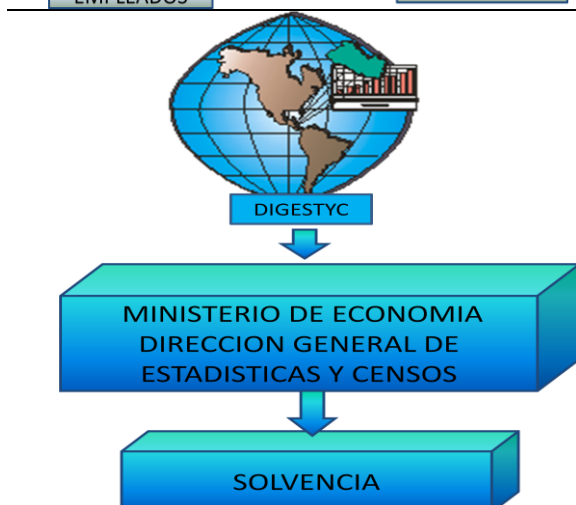 EMPLEADOS
DIGESTYC
MINISTERIO DE ECONOMIA
DIRECCION GENERAL DE
ESTADISTICAS Y CENSOS
SOLVENCIA